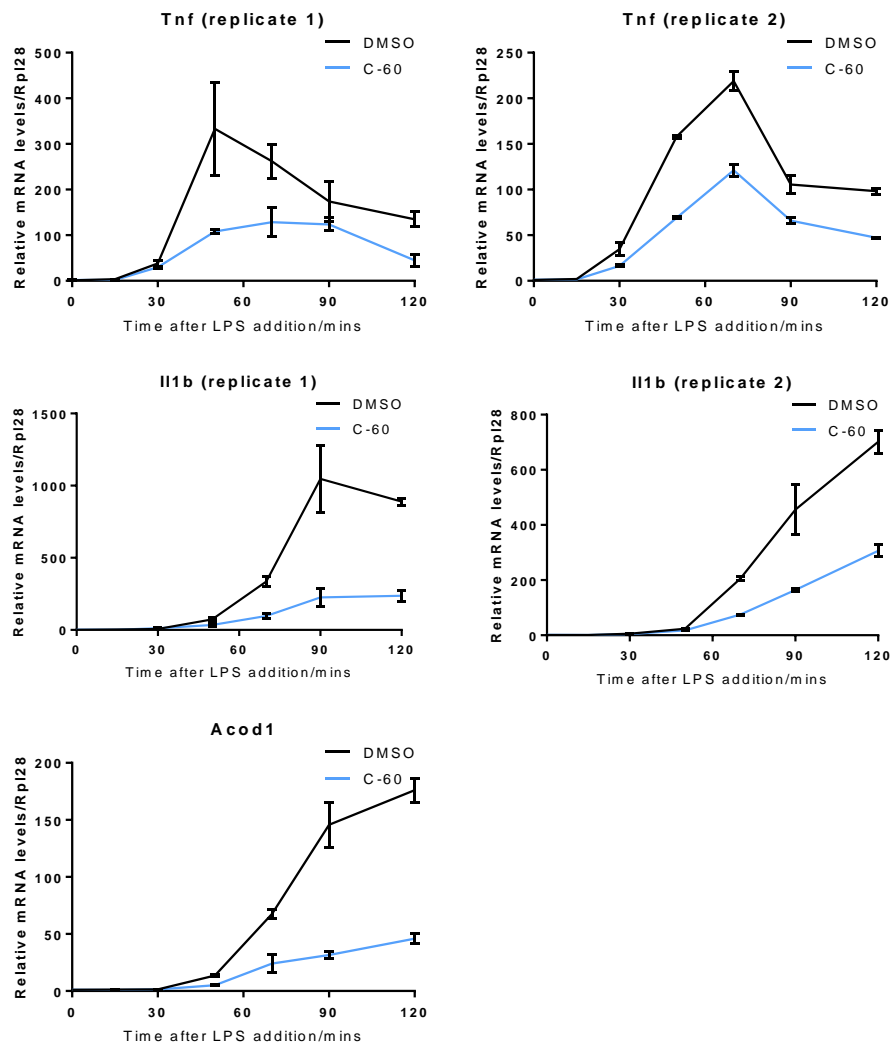 Tnf (replicate 1)
DMSO
C-60
Relative mRNA levels/Rpl28
500
400
300
200
100
0
0 30 60 90 120
Time after LPS addition/mins
Tnf (replicate 2)
DMSO
C-60
Relative mRNA levels/Rpl28
250
200
150
100
50
0
0 30 60 90 120
Time after LPS addition/mins
Il1b (replicate 1)
DMSO
C-60
Relative mRNA levels/Rpl28
1500
1000
500
0
0 30 60 90 120
Time after LPS addition/mins
Il1b (replicate 2)
DMSO
C-60
Relative mRNA levels/Rpl28
800
600
400
200
0
0 30 60 90 120
Time after LPS addition/mins
Acod1
DMSO
C-60
Relative mRNA levels/Rpl28
200
150
100
50
0
0 30 60 90 120
Time after LPS addition/mins